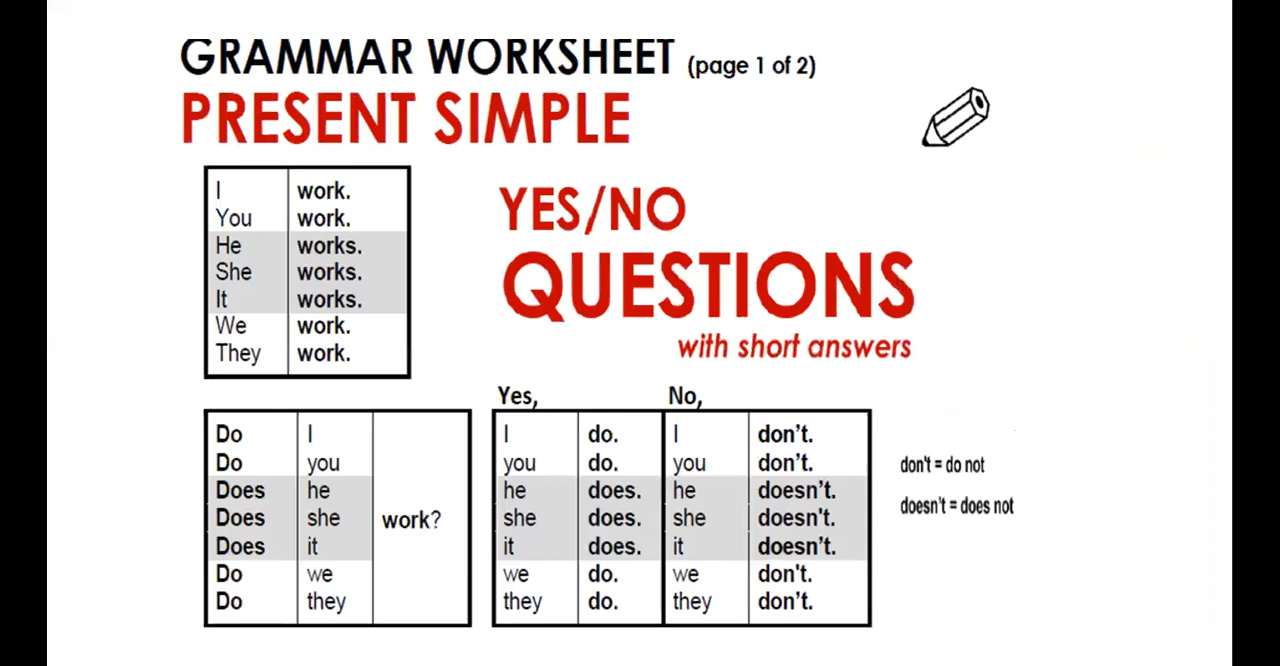 GRAMMAR WORKSHEET (page 1 of 2)
PRESENT SIMPLE
I work.
You work.
He works.
She works.
It works.
We work.
They work.
YES/NO
QUESTIONS
with short answers
Do I
Do you
Does he
Does she work?
Does it
Do we
Do they
Yes, No,
I do. I don't.
you do. you don't.
he does. he doesn't.
she does. she doesn't.
it does. it doesn't.
we do. we don't.
they do. they don't.
don't = do not
doesn't = does not